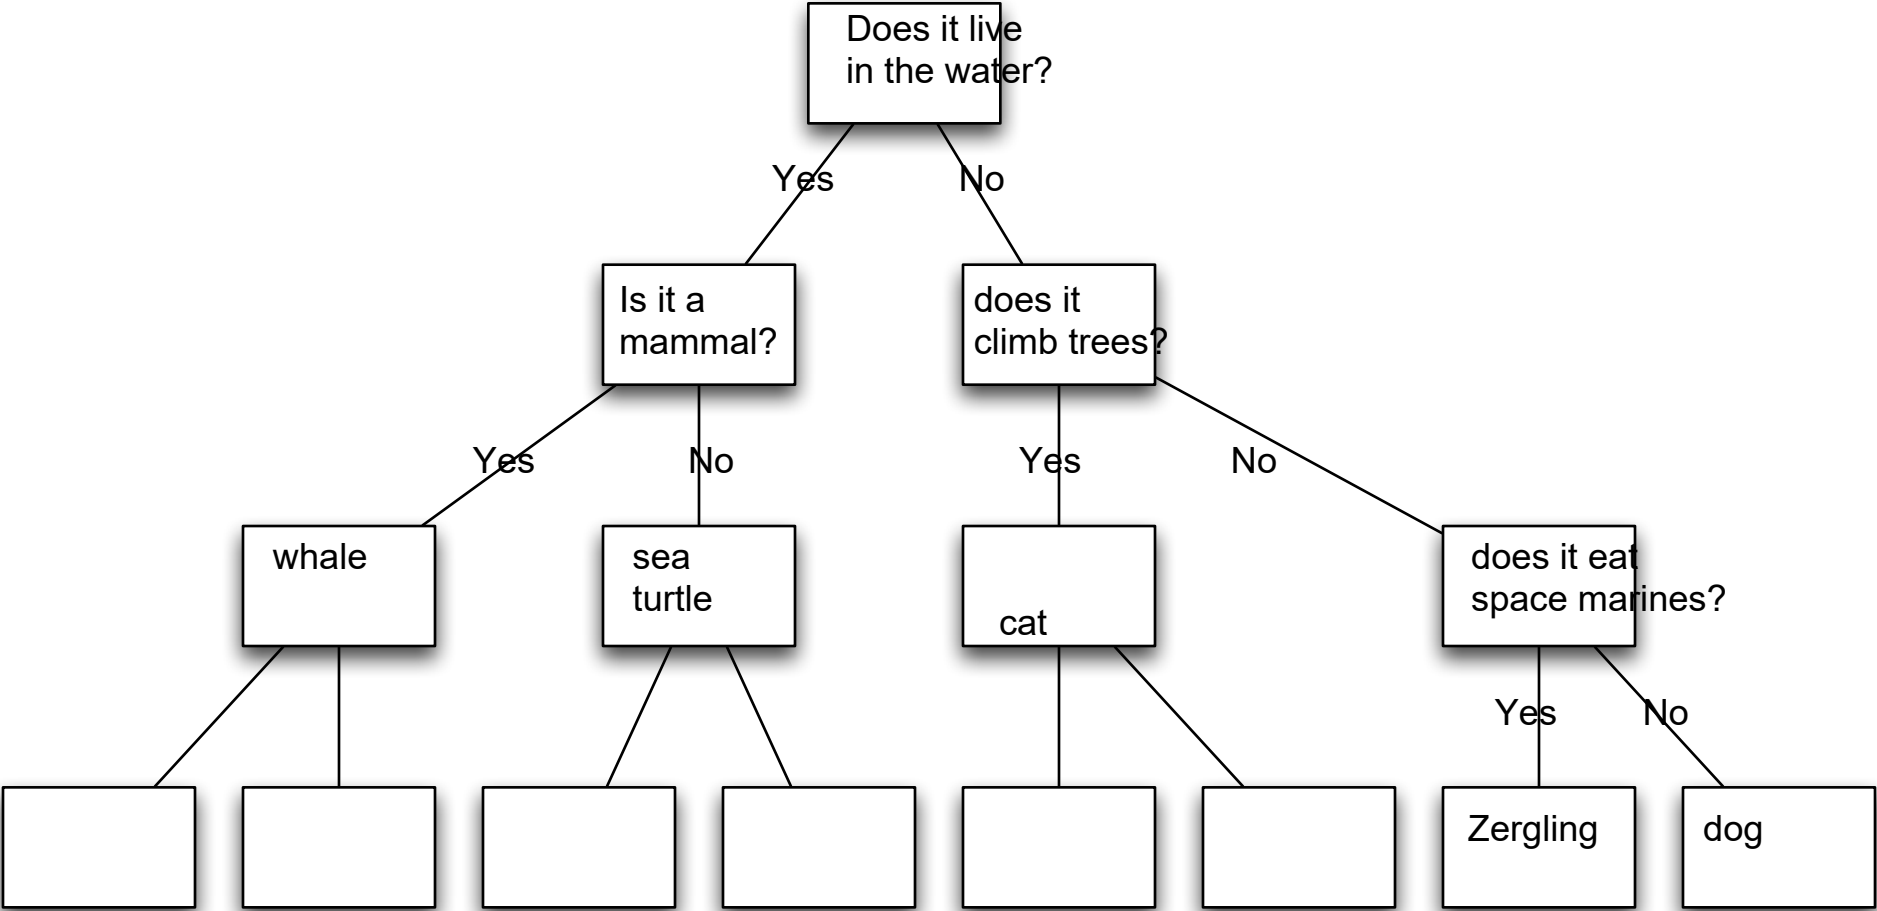 Does it live
in the water?
Yes
No
Is it a
mammal?
does it
climb trees?
Yes
No
Yes
No
whale
sea
turtle
cat
does it eat
space marines?
Yes
No
Zergling
dog